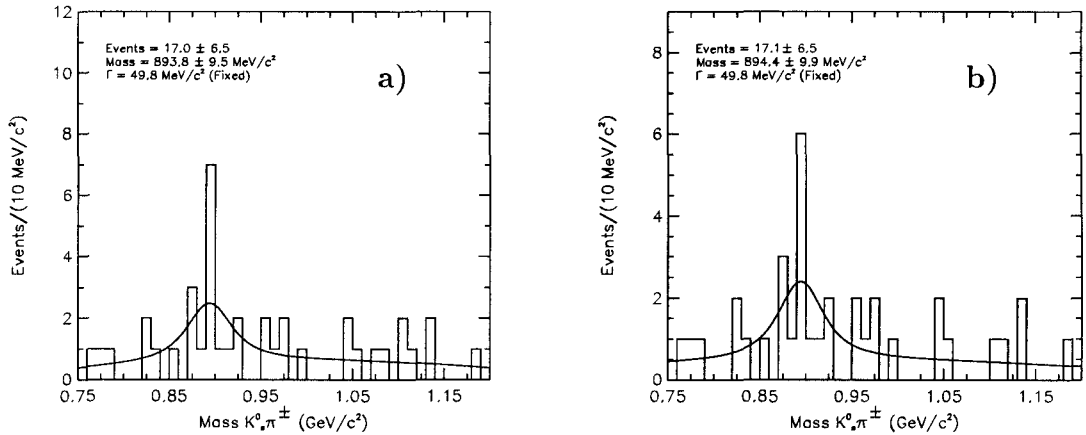 12
10
8
6
4
2
0
Events/(10 MeV/c²)
Events = 17.0 ± 6.5
Mass = 893.8 ± 9.5 MeV/c²
Γ = 49.8 MeV/c² (Fixed)
a)
0.75 0.85 0.95 1.05 1.15
Mass K⁰ₛπ± (GeV/c²)
8
6
4
2
0
Events/(10 MeV/c²)
Events = 17.1 ± 6.5
Mass = 894.4 ± 9.9 MeV/c²
Γ = 49.8 MeV/c² (Fixed)
b)
0.75 0.85 0.95 1.05 1.15
Mass K⁰ₛπ± (GeV/c²)